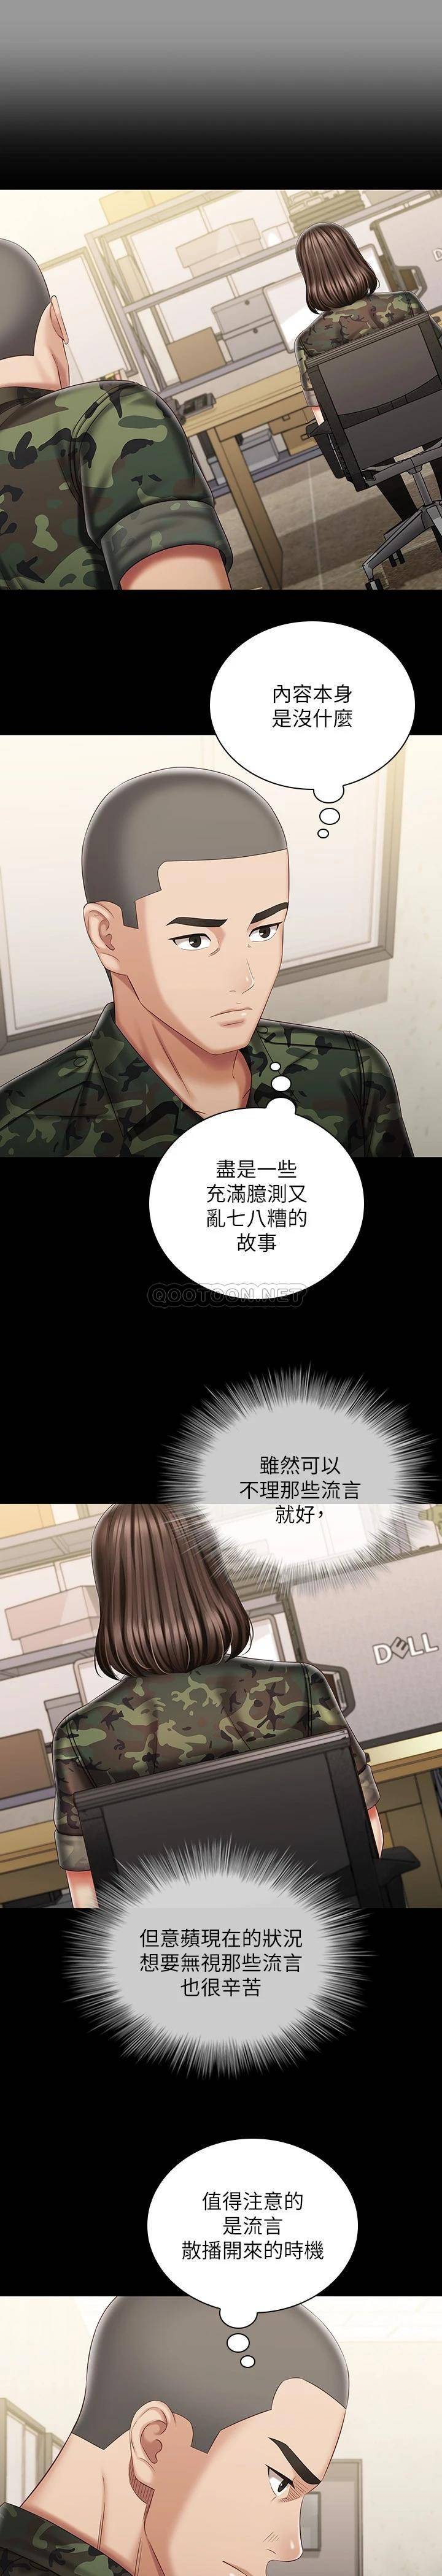 內容本身
是沒什麼
盡是一些
充滿臆測又
亂七八糟的
故事
QOOTOON.NET
雖然可以
不理那些流言
就好，
DELL
但意蘋現在的狀況
想要無視那些流言
也很辛苦
值得注意的
是流言
散播開來的時機